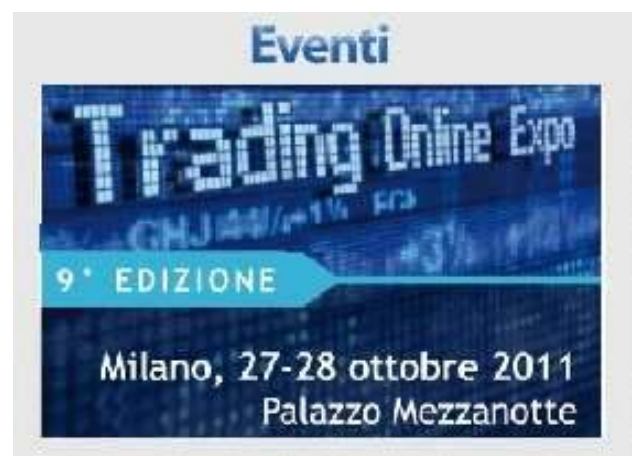 Eventi
Trading Online Expo
9° EDIZIONE
Milano, 27-28 ottobre 2011
Palazzo Mezzanotte